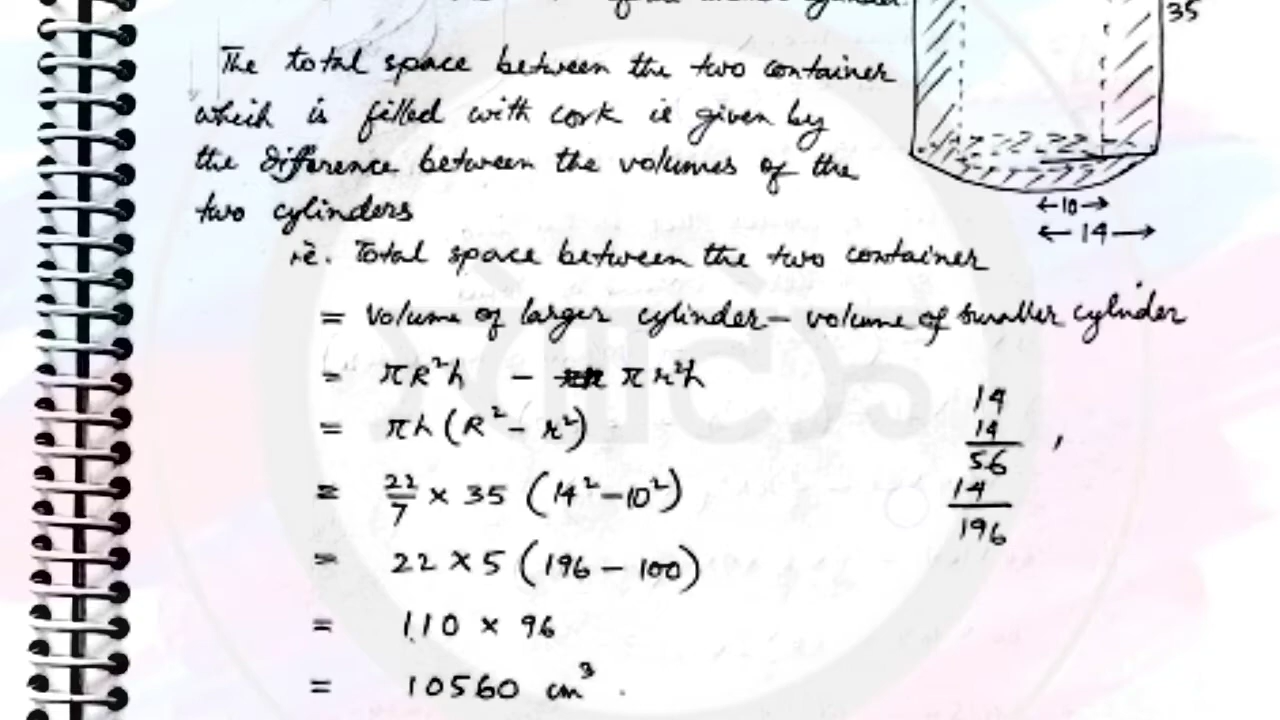 cylinder
35
The total space between the two container
which is filled with cork is given by
the difference between the volumes of the
two cylinders
←10→
←14→
i.e. Total space between the two container
= volume of larger cylinder – volume of smaller cylinder
= πR²h – πr²h
= πh (R² – r²)
= 22/7 × 35 (14² – 10²)
= 22 × 5 (196 – 100)
= 110 × 96
= 10560 cm³.
14
14
56
14
196